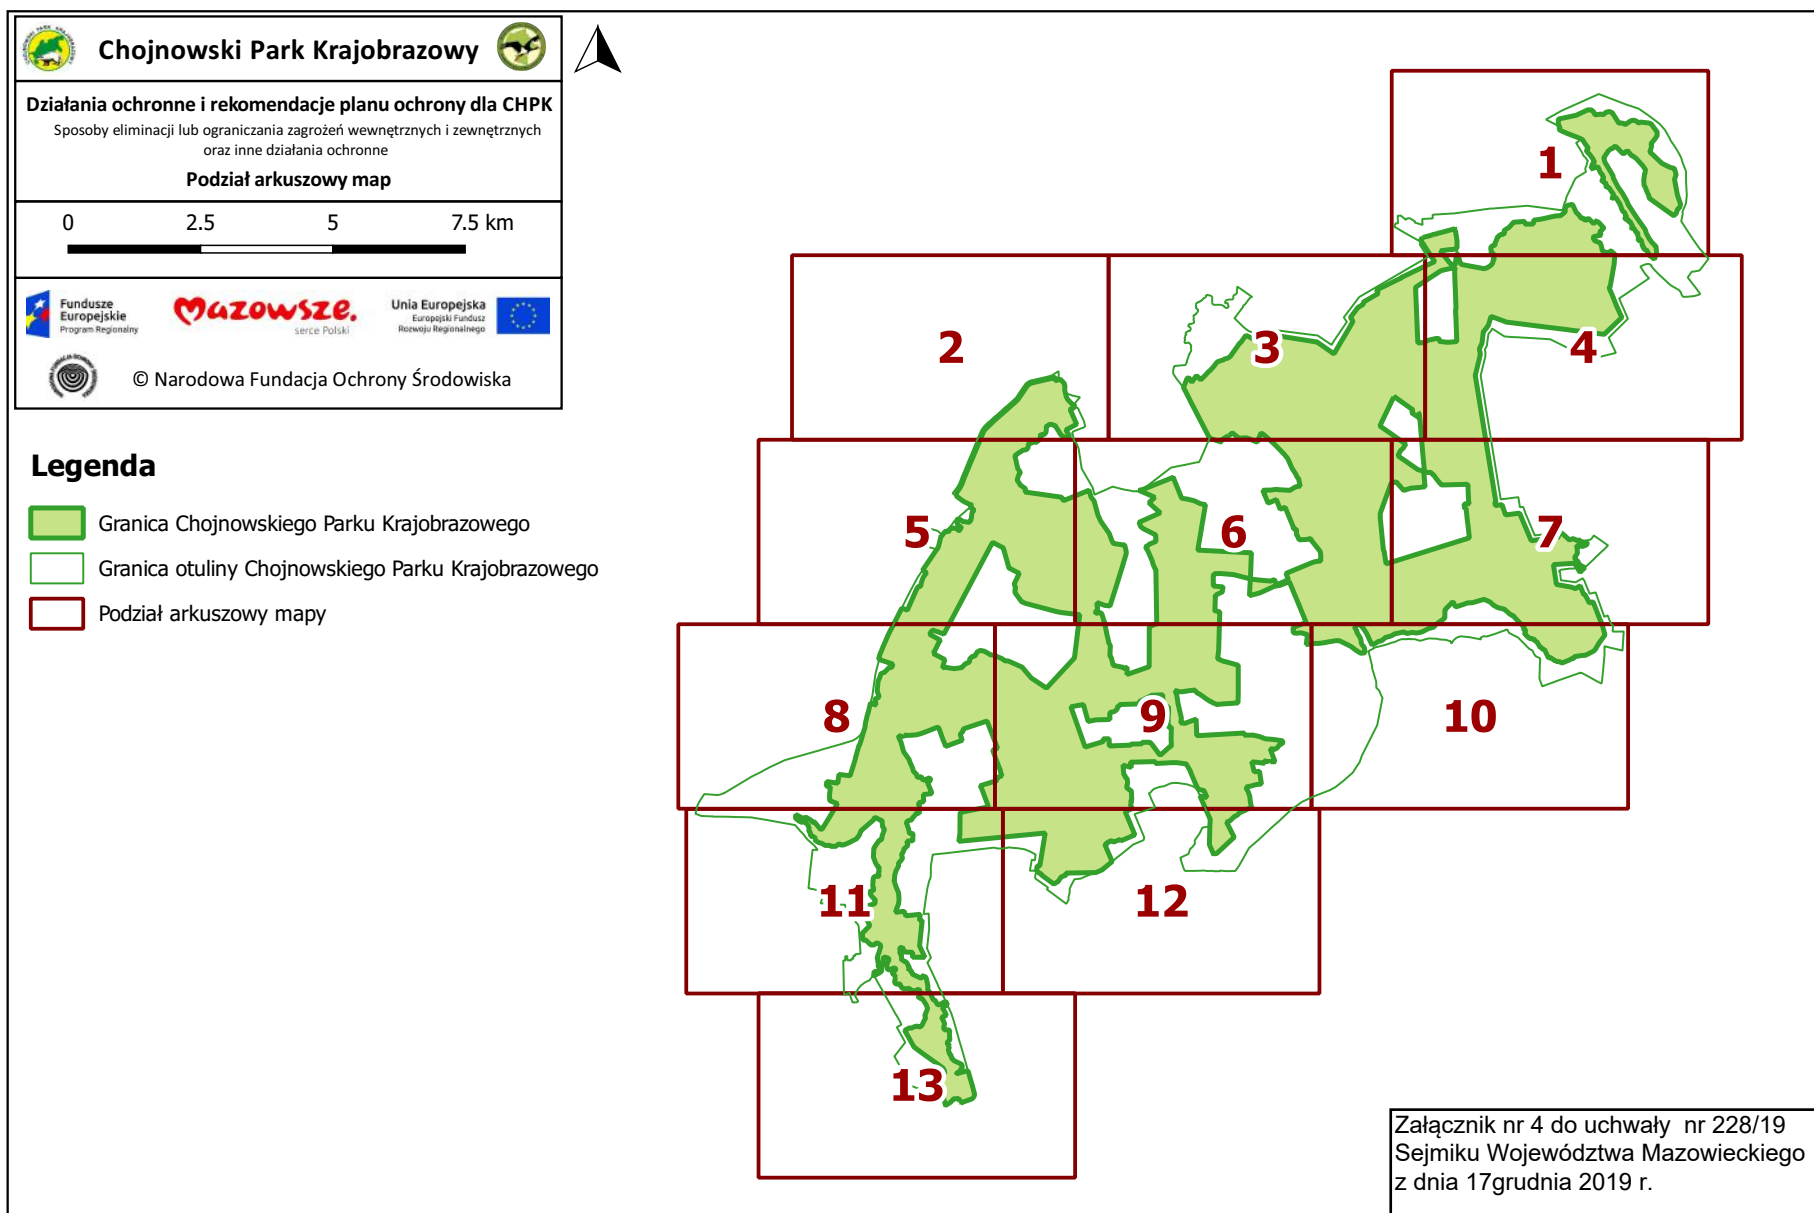 Chojnowski Park Krajobrazowy
Działania ochronne i rekomendacje planu ochrony dla CHPK
Sposoby eliminacji lub ograniczania zagrożeń wewnętrznych i zewnętrznych
oraz inne działania ochronne
Podział arkuszowy map
0 2.5 5 7.5 km
Fundusze
Europejskie
Program Regionalny
Mazowsze.
serce Polski
Unia Europejska
Europejski Fundusz
Rozwoju Regionalnego
© Narodowa Fundacja Ochrony Środowiska
Legenda
Granica Chojnowskiego Parku Krajobrazowego
Granica otuliny Chojnowskiego Parku Krajobrazowego
Podział arkuszowy mapy
1
2
3
4
5
6
7
8
9
10
11
12
13
Załącznik nr 4 do uchwały  nr 228/19
Sejmiku Województwa Mazowieckiego
z dnia 17grudnia 2019 r.